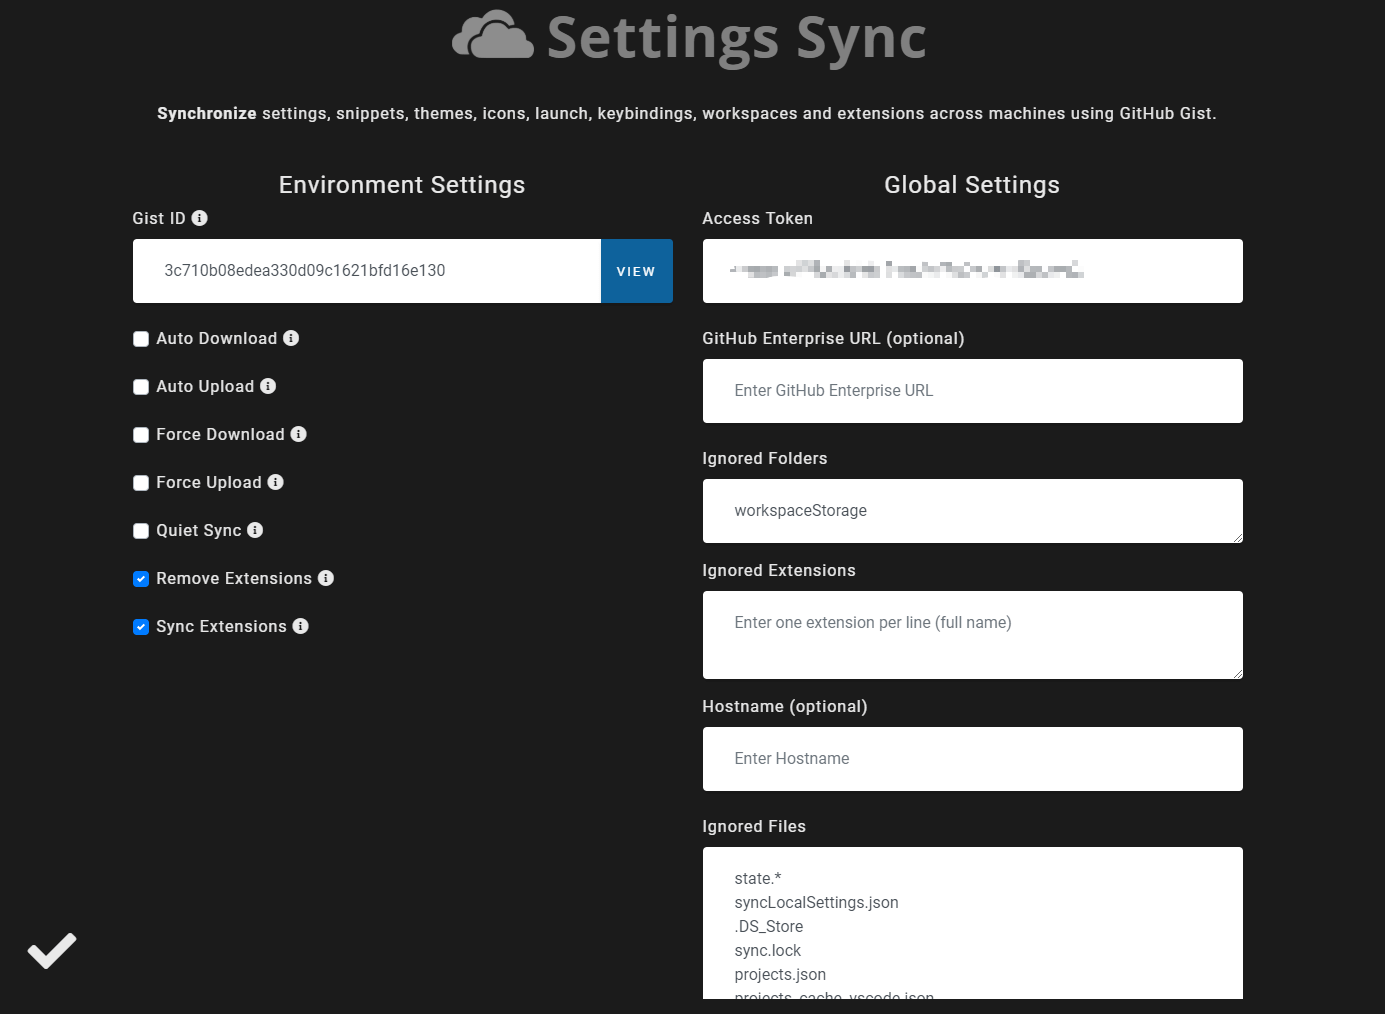 Settings Sync
Synchronize settings, snippets, themes, icons, launch, keybindings, workspaces and extensions across machines using GitHub Gist.
Environment Settings
Gist ID
3c710b08edea330d09c1621bfd16e130
VIEW
Auto Download
Auto Upload
Force Download
Force Upload
Quiet Sync
Remove Extensions
Sync Extensions
Global Settings
Access Token
GitHub Enterprise URL (optional)
Enter GitHub Enterprise URL
Ignored Folders
workspaceStorage
Ignored Extensions
Enter one extension per line (full name)
Hostname (optional)
Enter Hostname
Ignored Files
state.*
syncLocalSettings.json
.DS_Store
sync.lock
projects.json
projects_cache_vscode.json